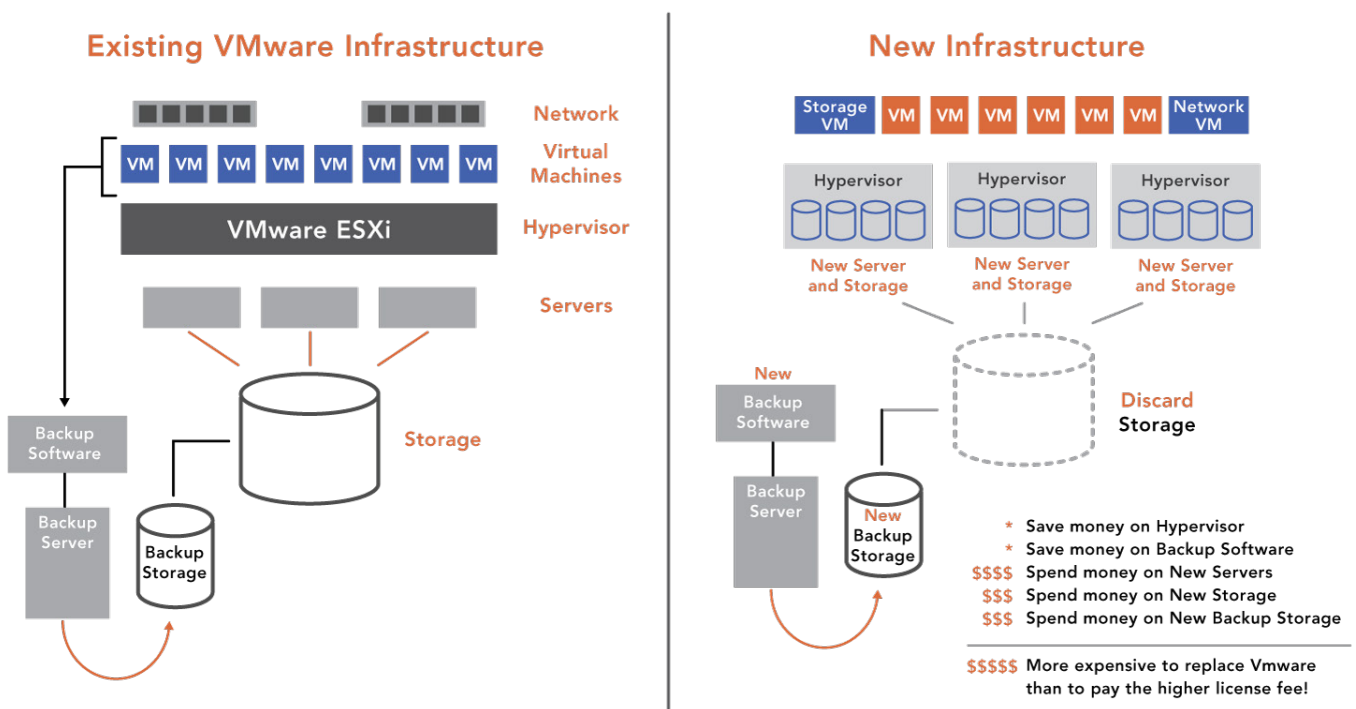 Existing VMware Infrastructure
Network
VM VM VM VM VM VM VM VM
Virtual
Machines
VMware ESXi
Hypervisor
Servers
Storage
Backup
Software
Backup
Server
Backup
Storage
New Infrastructure
Storage
VM
VM VM VM VM VM VM
Network
VM
Hypervisor
Hypervisor
Hypervisor
New Server
and Storage
New Server
and Storage
New Server
and Storage
Discard
Storage
New
Backup
Software
Backup
Server
New
Backup
Storage
* Save money on Hypervisor
* Save money on Backup Software
$$$$ Spend money on New Servers
$$$ Spend money on New Storage
$$$ Spend money on New Backup Storage
$$$$$ More expensive to replace Vmware
than to pay the higher license fee!